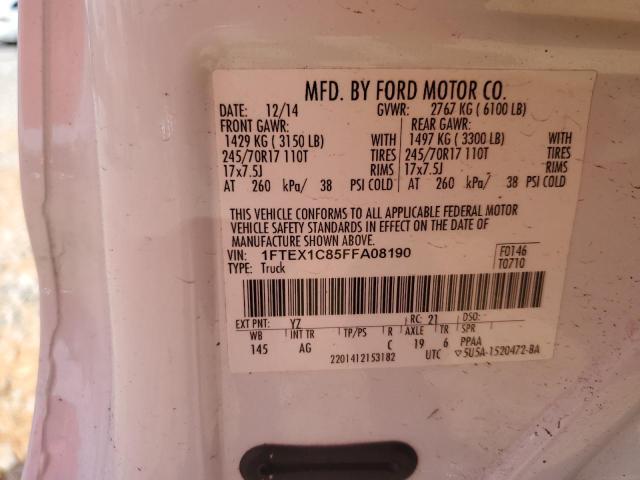 MFD. BY FORD MOTOR CO.
DATE: 12/14 GVWR: 2767 KG ( 6100 LB)
FRONT GAWR: REAR GAWR:
1429 KG ( 3150 LB) WITH 1497 KG ( 3300 LB) WITH
245/70R17 110T TIRES 245/70R17 110T TIRES
17x7.5J RIMS 17x7.5J RIMS
AT 260 kPa/ 38 PSI COLD AT 260 kPa/ 38 PSI COLD
THIS VEHICLE CONFORMS TO ALL APPLICABLE FEDERAL MOTOR
VEHICLE SAFETY STANDARDS IN EFFECT ON THE DATE OF
MANUFACTURE SHOWN ABOVE.
VIN: 1FTEX1C85FFA08190 F0146
TYPE: Truck T0710
EXT PNT: YZ RC: 21 DSO:
WB INT TR TP/PS R AXLE TR SPR
145 AG C 19 6 PPAA
2201412153182 UTC ▽5U5A-1520472-BA